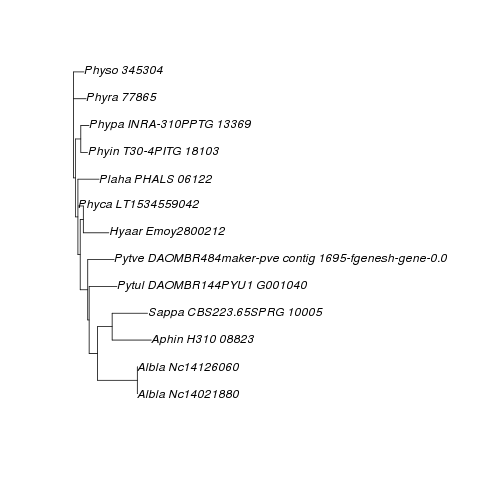 Physo 345304
Phyra 77865
Phypa INRA-310PPTG 13369
Phyin T30-4PITG 18103
Plaha PHALS 06122
Phyca LT1534559042
Hyaar Emoy2800212
Pytve DAOMBR484maker-pve contig 1695-fgenesh-gene-0.0
Pytul DAOMBR144PYU1 G001040
Sappa CBS223.65SPRG 10005
Aphin H310 08823
Albla Nc14126060
Albla Nc14021880